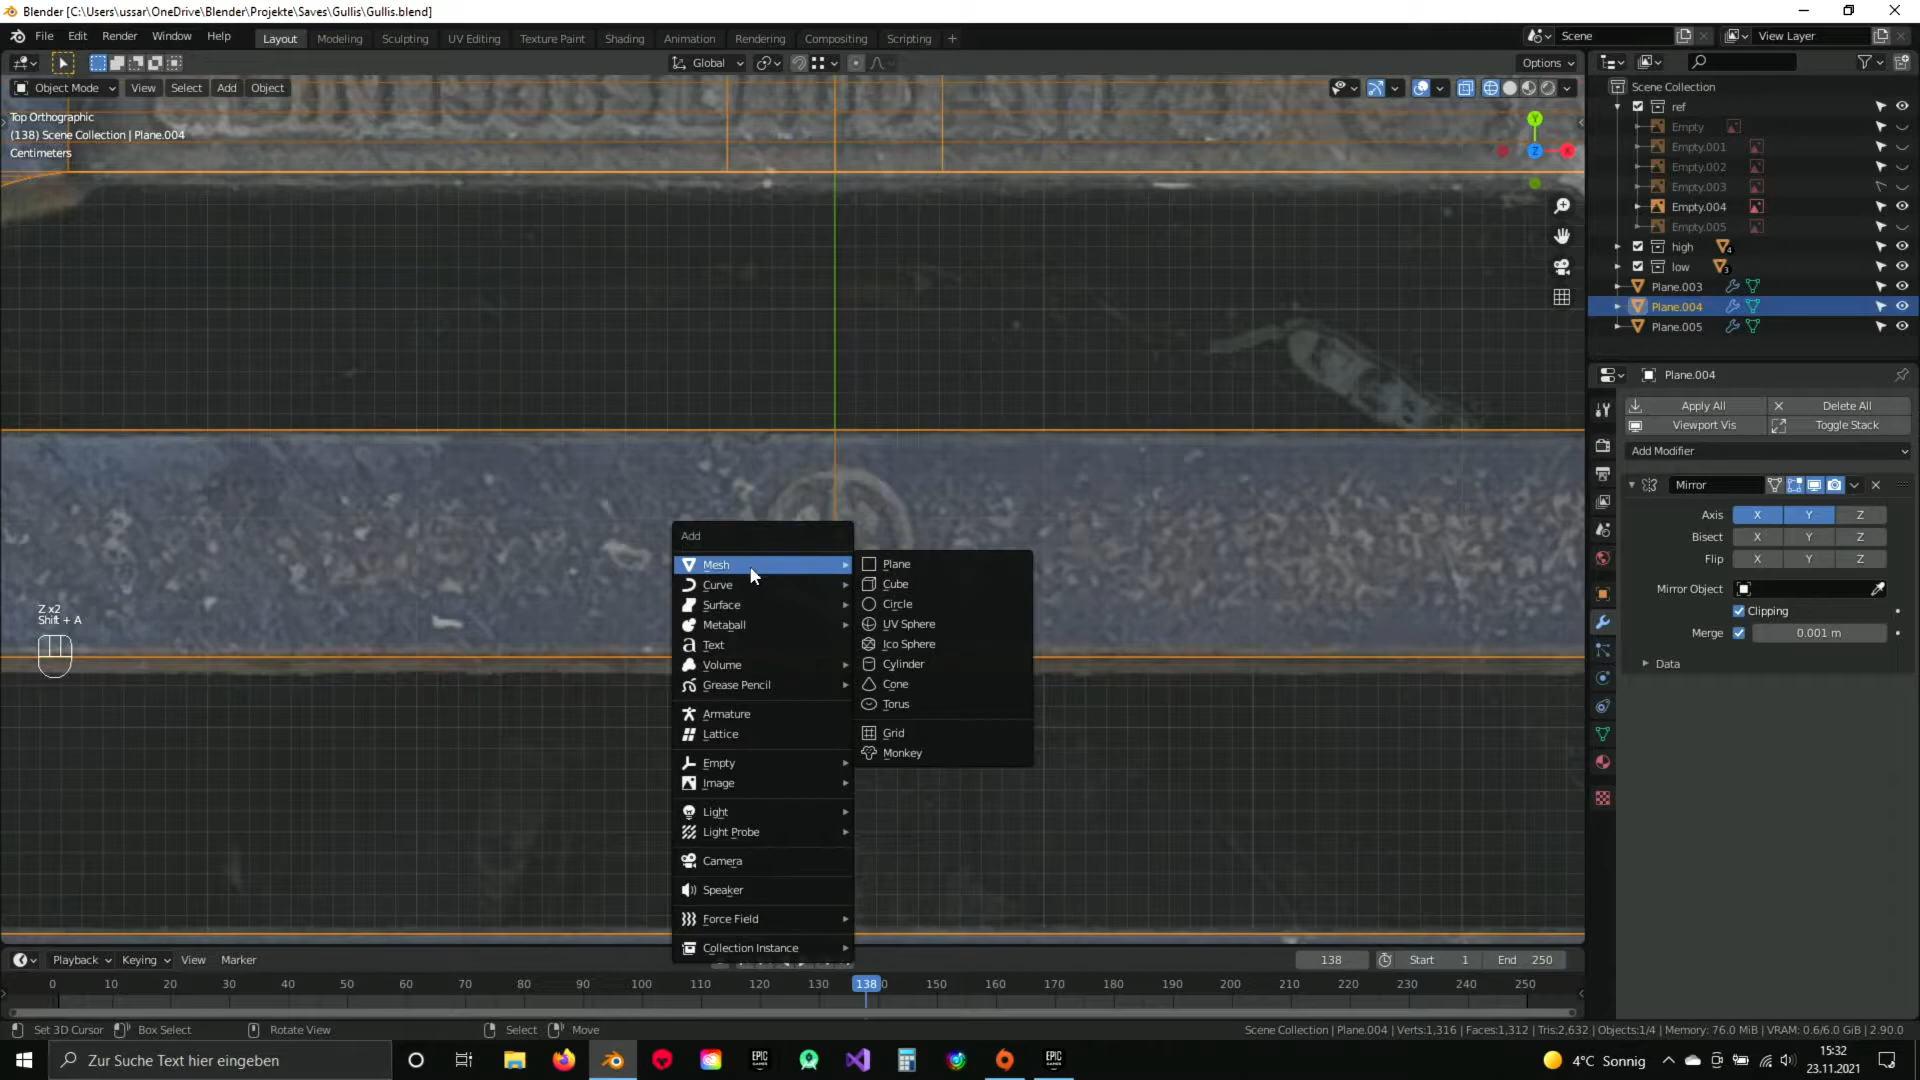 Blender [C:\Users\ussar\OneDrive\Blender\Projekte\Saves\Gullis\Gullis.blend]
File Edit Render Window Help Layout Modeling Sculpting UV Editing Texture Paint Shading Animation Rendering Compositing Scripting + Scene View Layer
Global Options
Object Mode View Select Add Object
Top Orthographic
(138) Scene Collection | Plane.004
Centimeters
Y
Z X
Scene Collection
ref
Empty
Empty.001
Empty.002
Empty.003
Empty.004
Empty.005
high 4
low 3
Plane.003
Plane.004
Plane.005
Plane.004
Apply All Delete All
Viewport Vis Toggle Stack
Add Modifier
Mirror
Axis X Y Z
Bisect X Y Z
Flip X Y Z
Mirror Object
Clipping
Merge 0.001 m
Data
Z x2
Shift + A
Add
Mesh
Curve
Surface
Metaball
Text
Volume
Grease Pencil
Armature
Lattice
Empty
Image
Light
Light Probe
Camera
Speaker
Force Field
Collection Instance
Plane
Cube
Circle
UV Sphere
Ico Sphere
Cylinder
Cone
Torus
Grid
Monkey
Playback Keying View Marker 138 Start 1 End 250
0 10 20 30 40 50 60 70 80 90 100 110 120 130 138 150 160 170 180 190 200 210 220 230 240 250
Set 3D Cursor Box Select Rotate View Select Move Scene Collection | Plane.004 | Verts:1,316 | Faces:1,312 | Tris:2,632 | Objects:1/4 | Memory: 76.0 MiB | VRAM: 0.6/6.0 GiB | 2.90.0
Zur Suche Text hier eingeben EPIC GAMES EPIC GAMES 4°C Sonnig 15:32
23.11.2021